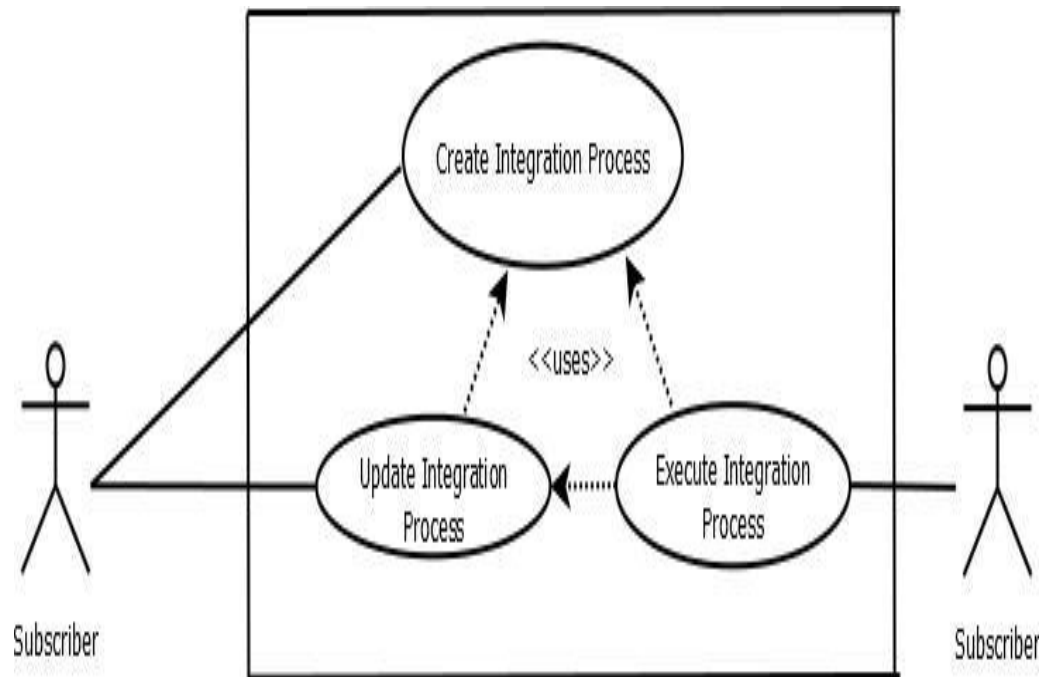 Create Integration Process
<<uses>>
Update Integration
Process
Execute Integration
Process
Subscriber
Subscriber